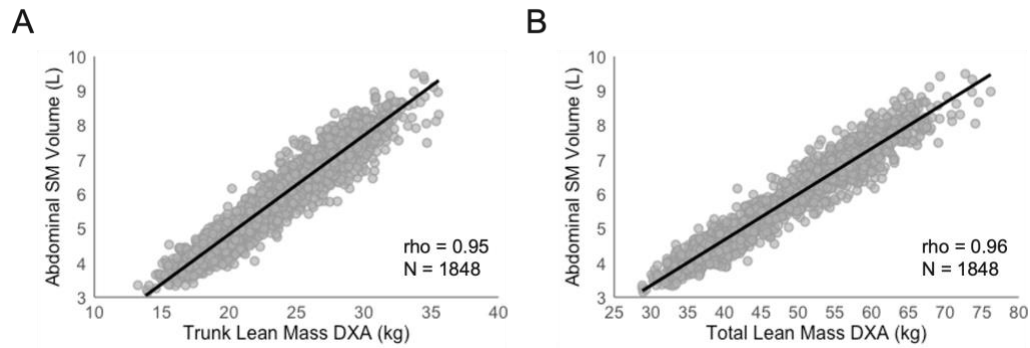 A
Abdominal SM Volume (L)
10
9
8
7
6
5
4
3
rho = 0.95
N = 1848
10 15 20 25 30 35 40
Trunk Lean Mass DXA (kg)
B
Abdominal SM Volume (L)
10
9
8
7
6
5
4
3
rho = 0.96
N = 1848
25 30 35 40 45 50 55 60 65 70 75 80
Total Lean Mass DXA (kg)